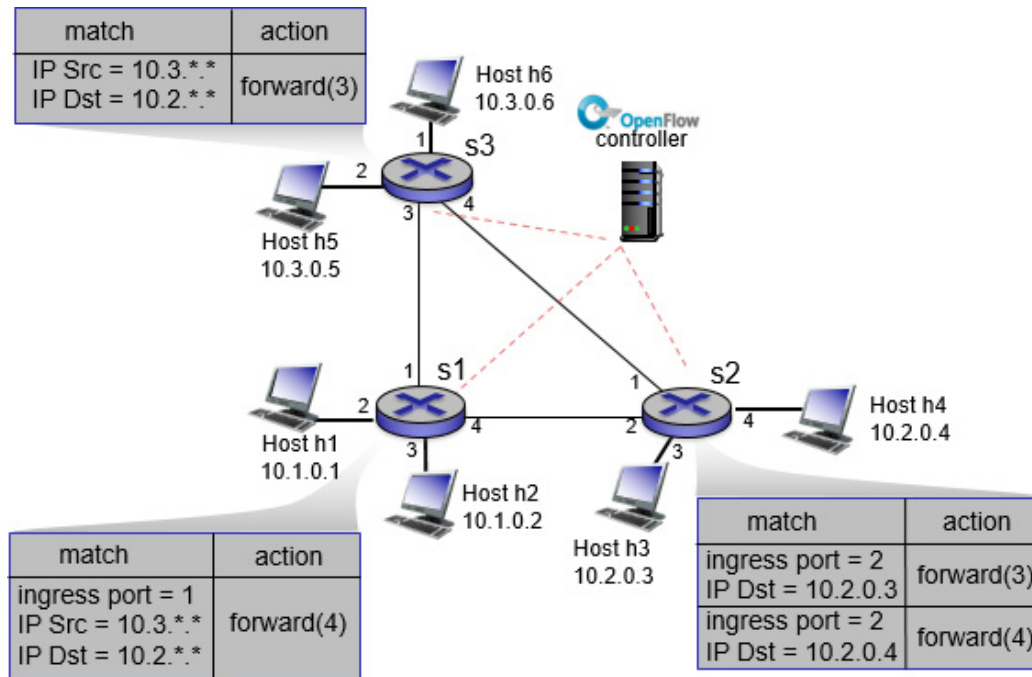 match action
IP Src = 10.3.*.*
IP Dst = 10.2.*.*
forward(3)
Host h6
10.3.0.6
OpenFlow
controller
1
s3
2
3
4
Host h5
10.3.0.5
1
s1
2
4
3
Host h1
10.1.0.1
Host h2
10.1.0.2
1
s2
2
4
3
Host h4
10.2.0.4
Host h3
10.2.0.3
match action
ingress port = 1
IP Src = 10.3.*.*
IP Dst = 10.2.*.*
forward(4)
match action
ingress port = 2
IP Dst = 10.2.0.3
forward(3)
ingress port = 2
IP Dst = 10.2.0.4
forward(4)